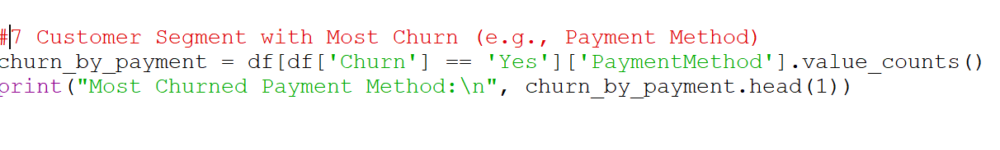 #7 Customer Segment with Most Churn (e.g., Payment Method)
churn_by_payment = df[df['Churn'] == 'Yes']['PaymentMethod'].value_counts()
print("Most Churned Payment Method:\n", churn_by_payment.head(1))